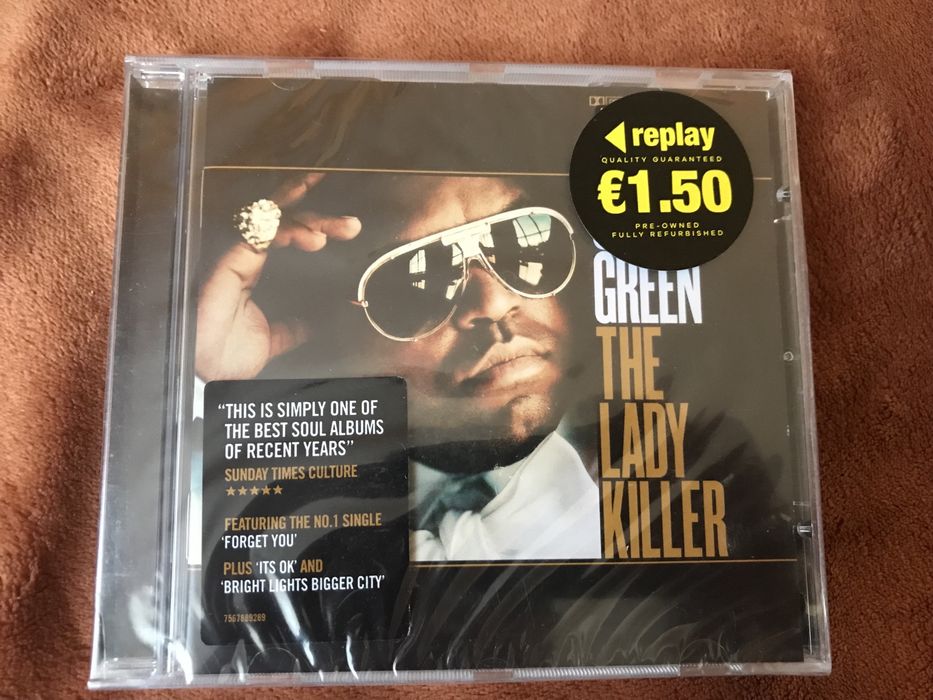 replay
QUALITY GUARANTEED
€1.50
PRE-OWNED
FULLY REFURBISHED
GREEN
THE
LADY
KILLER
“THIS IS SIMPLY ONE OF
THE BEST SOUL ALBUMS
OF RECENT YEARS”
SUNDAY TIMES CULTURE
★★★★★
FEATURING THE NO.1 SINGLE
‘FORGET YOU’
PLUS ‘ITS OK’ AND
‘BRIGHT LIGHTS BIGGER CITY’
7567889289